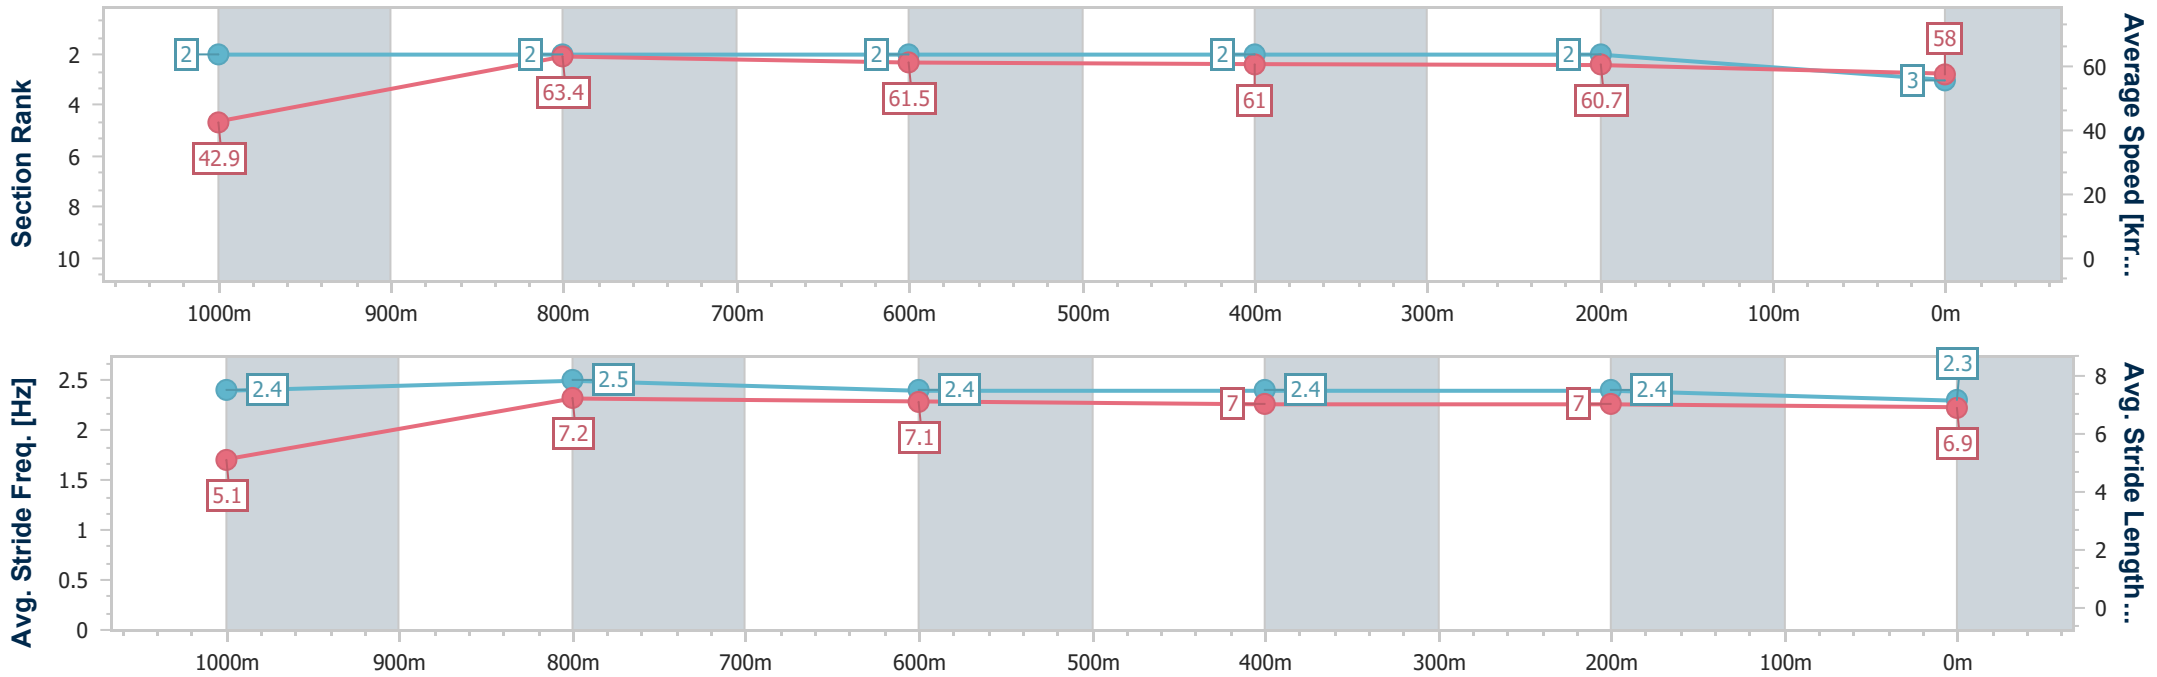 Section Rank
2
4
6
8
10
2
2
2
2
2
3
42.9
63.4
61.5
61
60.7
58
60
40
20
0
Average Speed [km...
1000m
900m
800m
700m
600m
500m
400m
300m
200m
100m
0m
Avg. Stride Freq. [Hz]
2.5
2
1.5
1
0.5
0
2.4
2.5
2.4
2.4
2.4
2.3
5.1
7.2
7.1
7
7
6.9
8
6
4
2
0
Avg. Stride Length...
1000m
900m
800m
700m
600m
500m
400m
300m
200m
100m
0m